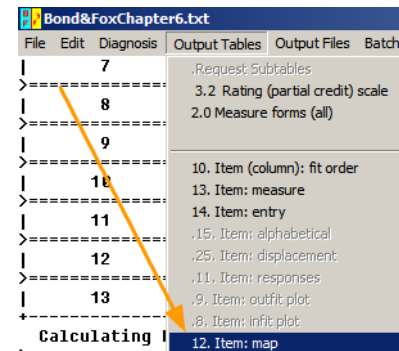 Bond&FoxChapter6.txt
File Edit Diagnosis Output Tables Output Files Batch
| 7
>=============
| 8
>=============
| 9
>=============
| 10
>=============
| 11
>=============
| 12
>=============
| 13
+-------------
Calculating
.Request Subtables
3.2 Rating (partial credit) scale
2.0 Measure forms (all)
10. Item (column): fit order
13. Item: measure
14. Item: entry
.15. Item: alphabetical
.25. Item: displacement
.11. Item: responses
.9. Item: outfit plot
.8. Item: infit plot
12. Item: map